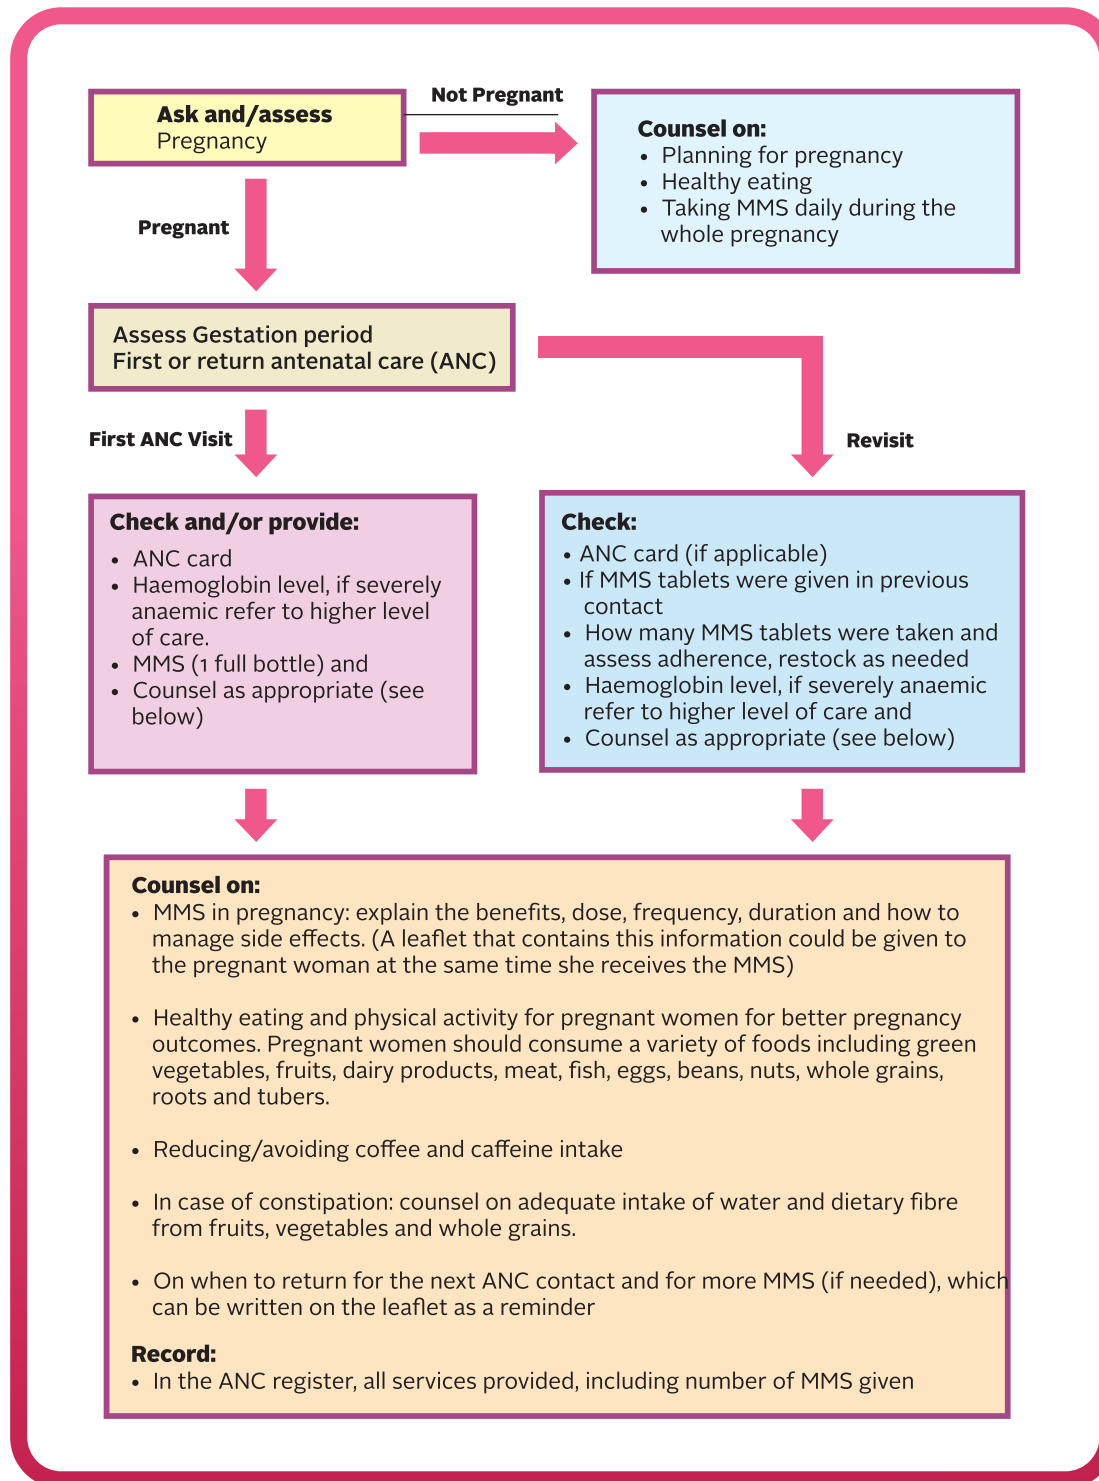 Ask and/assess
Pregnancy
Not Pregnant
Counsel on:
• Planning for pregnancy
• Healthy eating
• Taking MMS daily during the
whole pregnancy
Pregnant
Assess Gestation period
First or return antenatal care (ANC)
First ANC Visit
Revisit
Check and/or provide:
• ANC card
• Haemoglobin level, if severely
anaemic refer to higher level
of care.
• MMS (1 full bottle) and
• Counsel as appropriate (see
below)
Check:
• ANC card (if applicable)
• If MMS tablets were given in previous
contact
• How many MMS tablets were taken and
assess adherence, restock as needed
• Haemoglobin level, if severely anaemic
refer to higher level of care and
• Counsel as appropriate (see below)
Counsel on:
• MMS in pregnancy: explain the benefits, dose, frequency, duration and how to
manage side effects. (A leaflet that contains this information could be given to
the pregnant woman at the same time she receives the MMS)
• Healthy eating and physical activity for pregnant women for better pregnancy
outcomes. Pregnant women should consume a variety of foods including green
vegetables, fruits, dairy products, meat, fish, eggs, beans, nuts, whole grains,
roots and tubers.
• Reducing/avoiding coffee and caffeine intake
• In case of constipation: counsel on adequate intake of water and dietary fibre
from fruits, vegetables and whole grains.
• On when to return for the next ANC contact and for more MMS (if needed), which
can be written on the leaflet as a reminder
Record:
• In the ANC register, all services provided, including number of MMS given